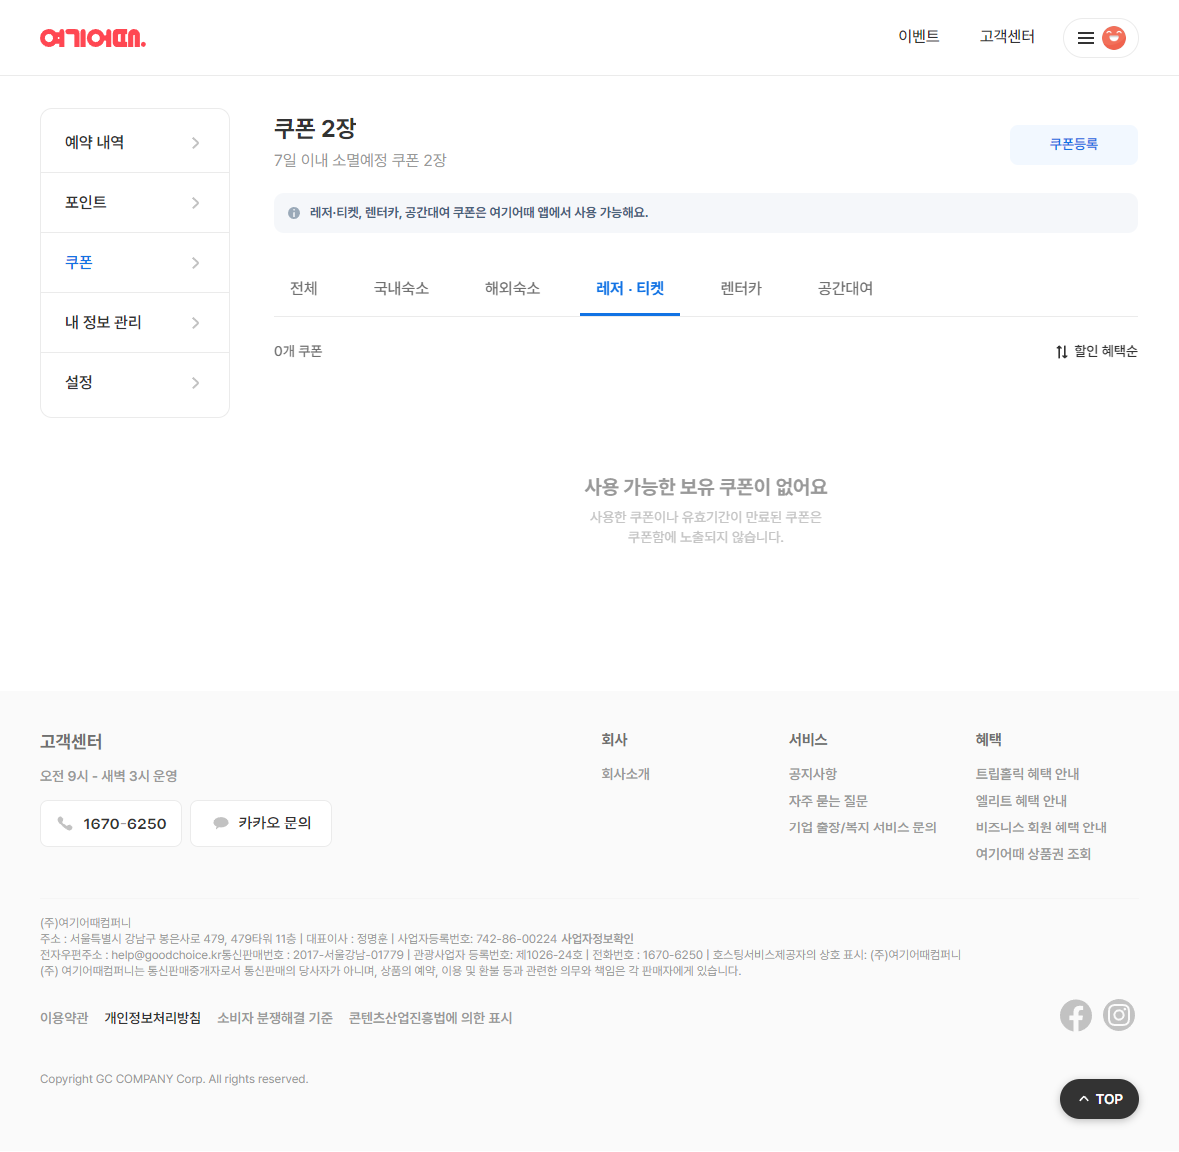 여기어때.
이벤트
고객센터
예약 내역
포인트
쿠폰
내 정보 관리
설정
쿠폰 2장
7일 이내 소멸예정 쿠폰 2장
쿠폰등록
레저·티켓, 렌터카, 공간대여 쿠폰은 여기어때 앱에서 사용 가능해요.
전체
국내숙소
해외숙소
레저 · 티켓
렌터카
공간대여
0개 쿠폰
할인 혜택순
사용 가능한 보유 쿠폰이 없어요
사용한 쿠폰이나 유효기간이 만료된 쿠폰은
쿠폰함에 노출되지 않습니다.
고객센터
오전 9시 - 새벽 3시 운영
1670-6250
카카오 문의
회사
회사소개
서비스
공지사항
자주 묻는 질문
기업 출장/복지 서비스 문의
혜택
트립홀릭 혜택 안내
엘리트 혜택 안내
비즈니스 회원 혜택 안내
여기어때 상품권 조회
(주)여기어때컴퍼니
주소 : 서울특별시 강남구 봉은사로 479, 479타워 11층 | 대표이사 : 정명훈 | 사업자등록번호: 742-86-00224 사업자정보확인
전자우편주소 : help@goodchoice.kr통신판매번호 : 2017-서울강남-01779 | 관광사업자 등록번호: 제1026-24호 | 전화번호 : 1670-6250 | 호스팅서비스제공자의 상호 표시: (주)여기어때컴퍼니
(주) 여기어때컴퍼니는 통신판매중개자로서 통신판매의 당사자가 아니며, 상품의 예약, 이용 및 환불 등과 관련한 의무와 책임은 각 판매자에게 있습니다.
이용약관
개인정보처리방침
소비자 분쟁해결 기준
콘텐츠산업진흥법에 의한 표시
Copyright GC COMPANY Corp. All rights reserved.
TOP